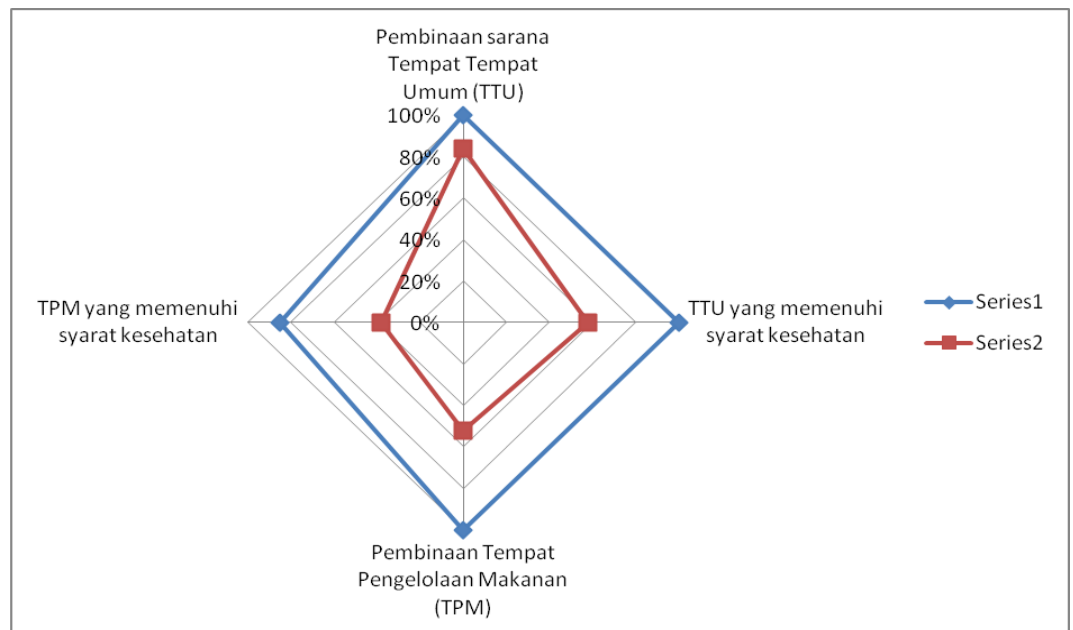 Pembinaan sarana
Tempat Tempat
Umum (TTU)
100%
80%
60%
40%
20%
0%
TPM yang memenuhi
syarat kesehatan
TTU yang memenuhi
syarat kesehatan
Series1
Series2
Pembinaan Tempat
Pengelolaan Makanan
(TPM)